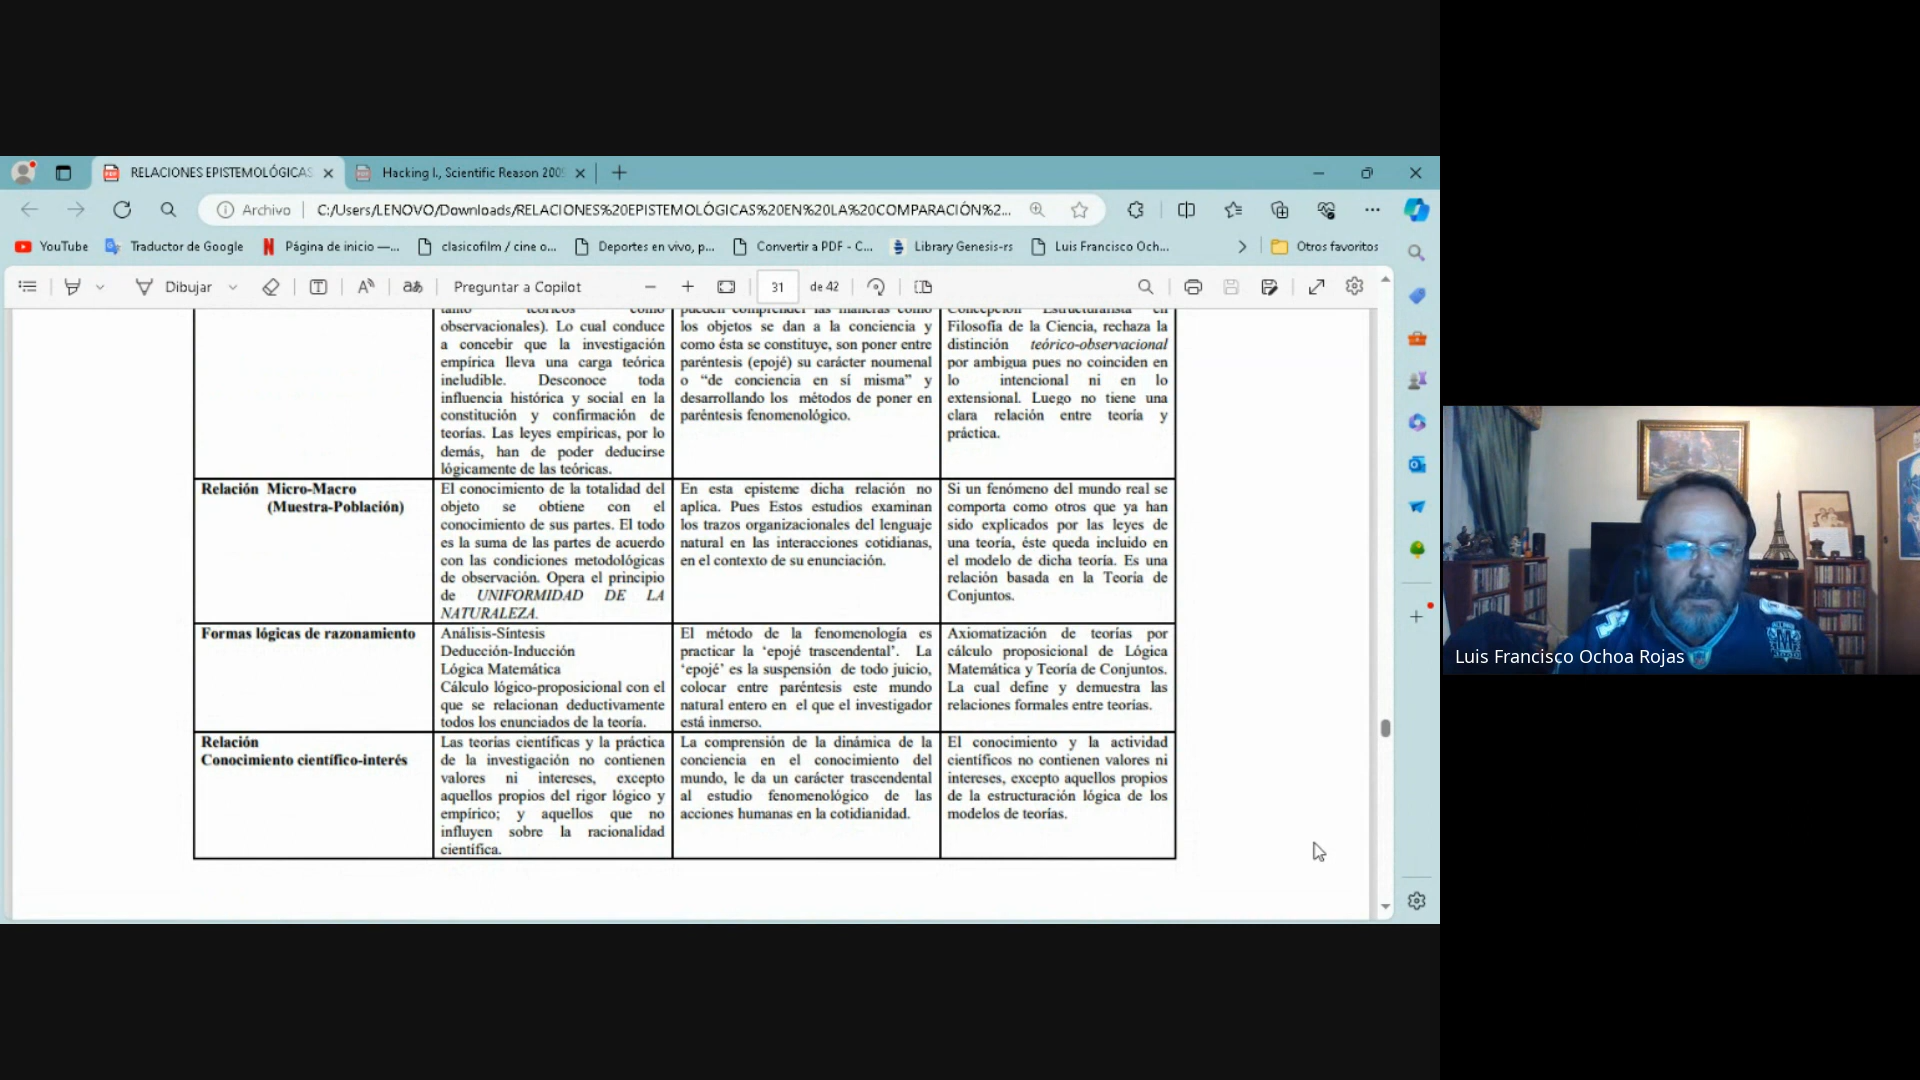 RELACIONES EPISTEMOLÓGICAS
Hacking I., Scientific Reason 2009
Archivo
C:/Users/LENOVO/Downloads/RELACIONES%20EPISTEMOLÓGICAS%20EN%20LA%20COMPARACIÓN%2...
YouTube
Traductor de Google
Página de inicio —...
clasicofilm / cine o...
Deportes en vivo, p...
Convertir a PDF - C...
Library Genesis-rs
Luis Francisco Och...
Otros favoritos
Dibujar
Preguntar a Copilot
31
de 42
tanto teóricos como
observacionales). Lo cual conduce
a concebir que la investigación
empírica lleva una carga teórica
ineludible. Desconoce toda
influencia histórica y social en la
constitución y confirmación de
teorías. Las leyes empíricas, por lo
demás, han de poder deducirse
lógicamente de las teóricas.
pueden comprender las maneras como
los objetos se dan a la conciencia y
como ésta se constituye, son poner entre
paréntesis (epojé) su carácter noumenal
o “de conciencia en sí misma” y
desarrollando los métodos de poner en
paréntesis fenomenológico.
Concepción Estructuralista en
Filosofía de la Ciencia, rechaza la
distinción teórico-observacional
por ambigua pues no coinciden en
lo intencional ni en lo
extensional. Luego no tiene una
clara relación entre teoría y
práctica.
Relación Micro-Macro
(Muestra-Población)
El conocimiento de la totalidad del
objeto se obtiene con el
conocimiento de sus partes. El todo
es la suma de las partes de acuerdo
con las condiciones metodológicas
de observación. Opera el principio
de UNIFORMIDAD DE LA
NATURALEZA.
En esta episteme dicha relación no
aplica. Pues Estos estudios examinan
los trazos organizacionales del lenguaje
natural en las interacciones cotidianas,
en el contexto de su enunciación.
Si un fenómeno del mundo real se
comporta como otros que ya han
sido explicados por las leyes de
una teoría, éste queda incluido en
el modelo de dicha teoría. Es una
relación basada en la Teoría de
Conjuntos.
Formas lógicas de razonamiento
Análisis-Síntesis
Deducción-Inducción
Lógica Matemática
Cálculo lógico-proposicional con el
que se relacionan deductivamente
todos los enunciados de la teoría.
El método de la fenomenología es
practicar la ‘epojé trascendental’. La
‘epojé’ es la suspensión de todo juicio,
colocar entre paréntesis este mundo
natural entero en el que el investigador
está inmerso.
Axiomatización de teorías por
cálculo proposicional de Lógica
Matemática y Teoría de Conjuntos.
La cual define y demuestra las
relaciones formales entre teorías.
Relación
Conocimiento científico-interés
Las teorías científicas y la práctica
de la investigación no contienen
valores ni intereses, excepto
aquellos propios del rigor lógico y
empírico; y aquellos que no
influyen sobre la racionalidad
científica.
La comprensión de la dinámica de la
conciencia en el conocimiento del
mundo, le da un carácter trascendental
al estudio fenomenológico de las
acciones humanas en la cotidianidad.
El conocimiento y la actividad
científicos no contienen valores ni
intereses, excepto aquellos propios
de la estructuración lógica de los
modelos de teorías.
Luis Francisco Ochoa Rojas